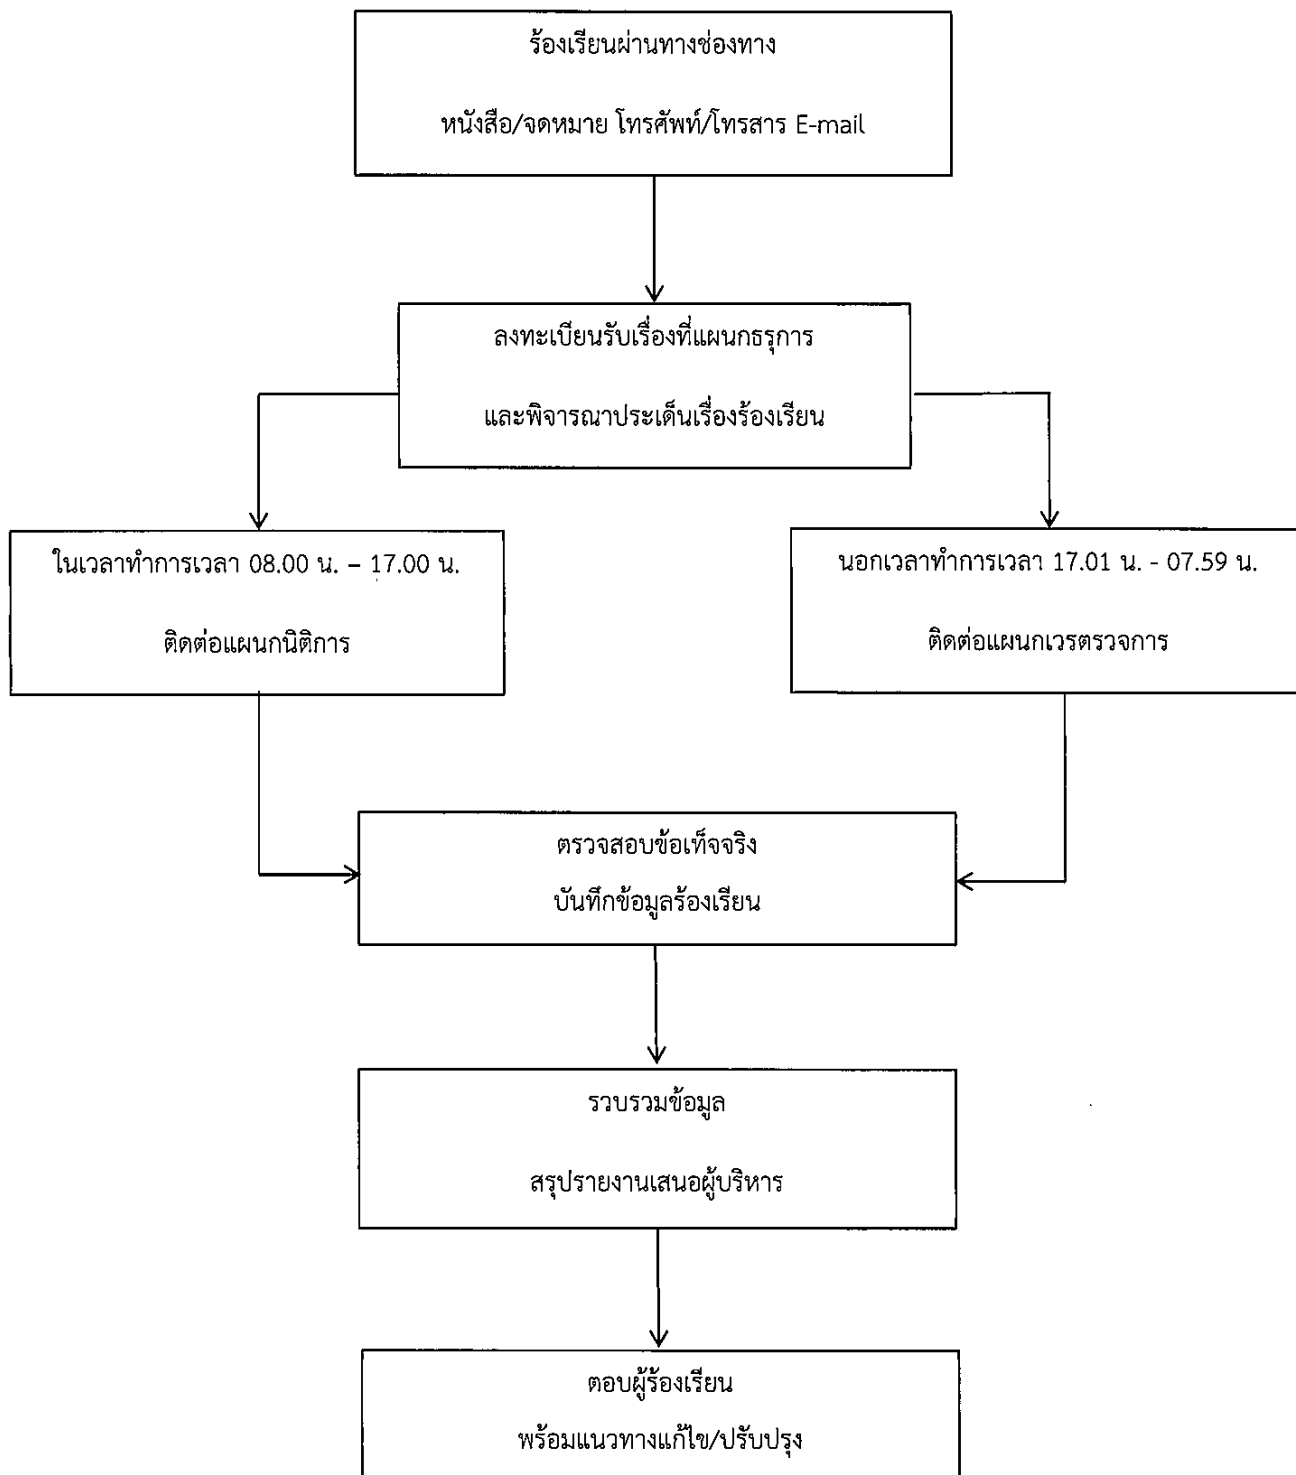 ร้องเรียนผ่านทางช่องทาง
หนังสือ/จดหมาย โทรศัพท์/โทรสาร E-mail
ลงทะเบียนรับเรื่องที่แผนกธรุการ
และพิจารณาประเด็นเรื่องร้องเรียน
ในเวลาทำการเวลา 08.00 น. – 17.00 น.
ติดต่อแผนกนิติการ
นอกเวลาทำการเวลา 17.01 น. - 07.59 น.
ติดต่อแผนกเวรตรวจการ
ตรวจสอบข้อเท็จจริง
บันทึกข้อมูลร้องเรียน
รวบรวมข้อมูล
สรุปรายงานเสนอผู้บริหาร
ตอบผู้ร้องเรียน
พร้อมแนวทางแก้ไข/ปรับปรุง